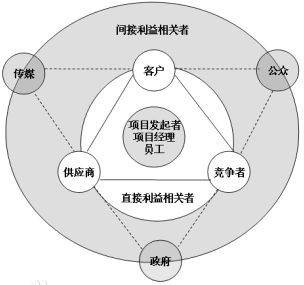 间接利益相关者
传媒
公众
客户
项目发起者
项目经理
员工
供应商
竞争者
直接利益相关者
政府